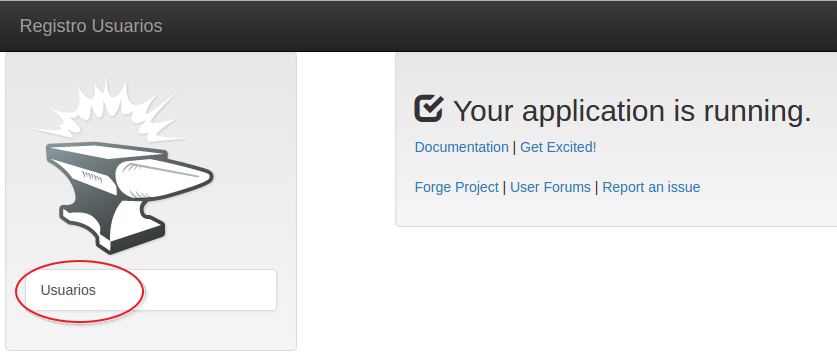 Registro Usuarios
Your application is running.
Documentation | Get Excited!
Forge Project | User Forums | Report an issue
Usuarios